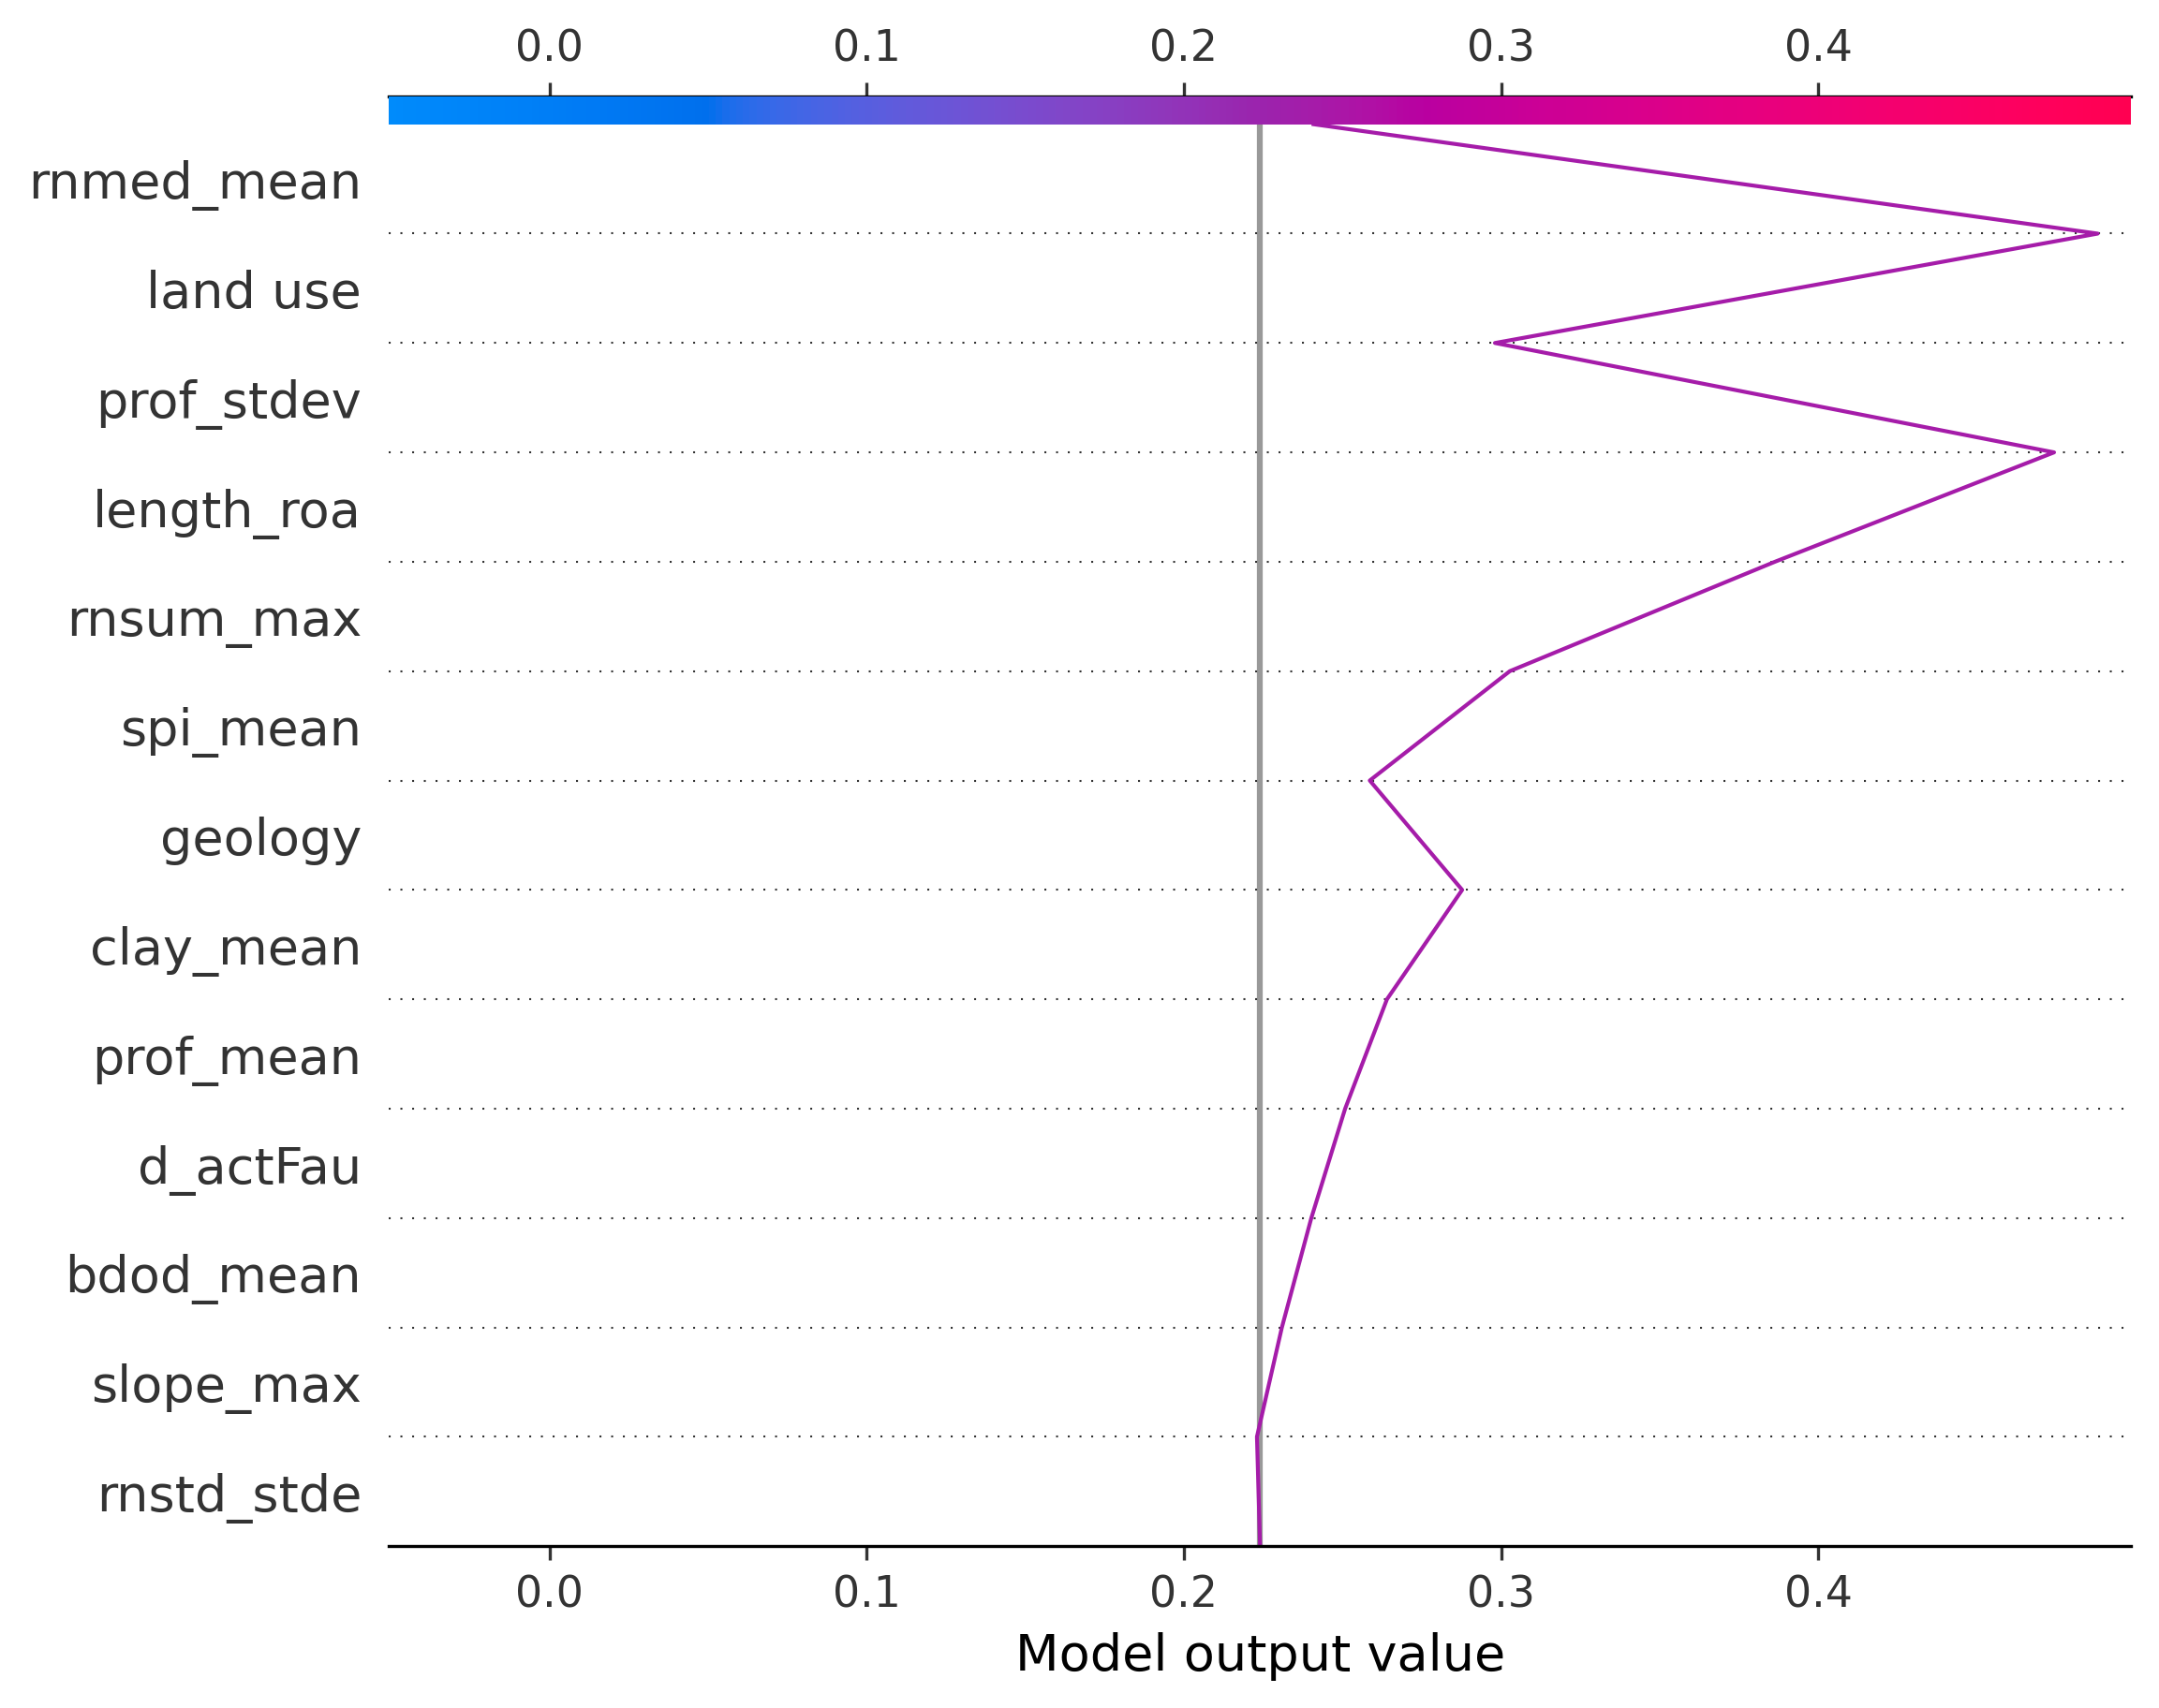 0.0 0.1 0.2 0.3 0.4
rnmed_mean
land use
prof_stdev
length_roa
rnsum_max
spi_mean
geology
clay_mean
prof_mean
d_actFau
bdod_mean
slope_max
rnstd_stde
0.0 0.1 0.2 0.3 0.4
Model output value